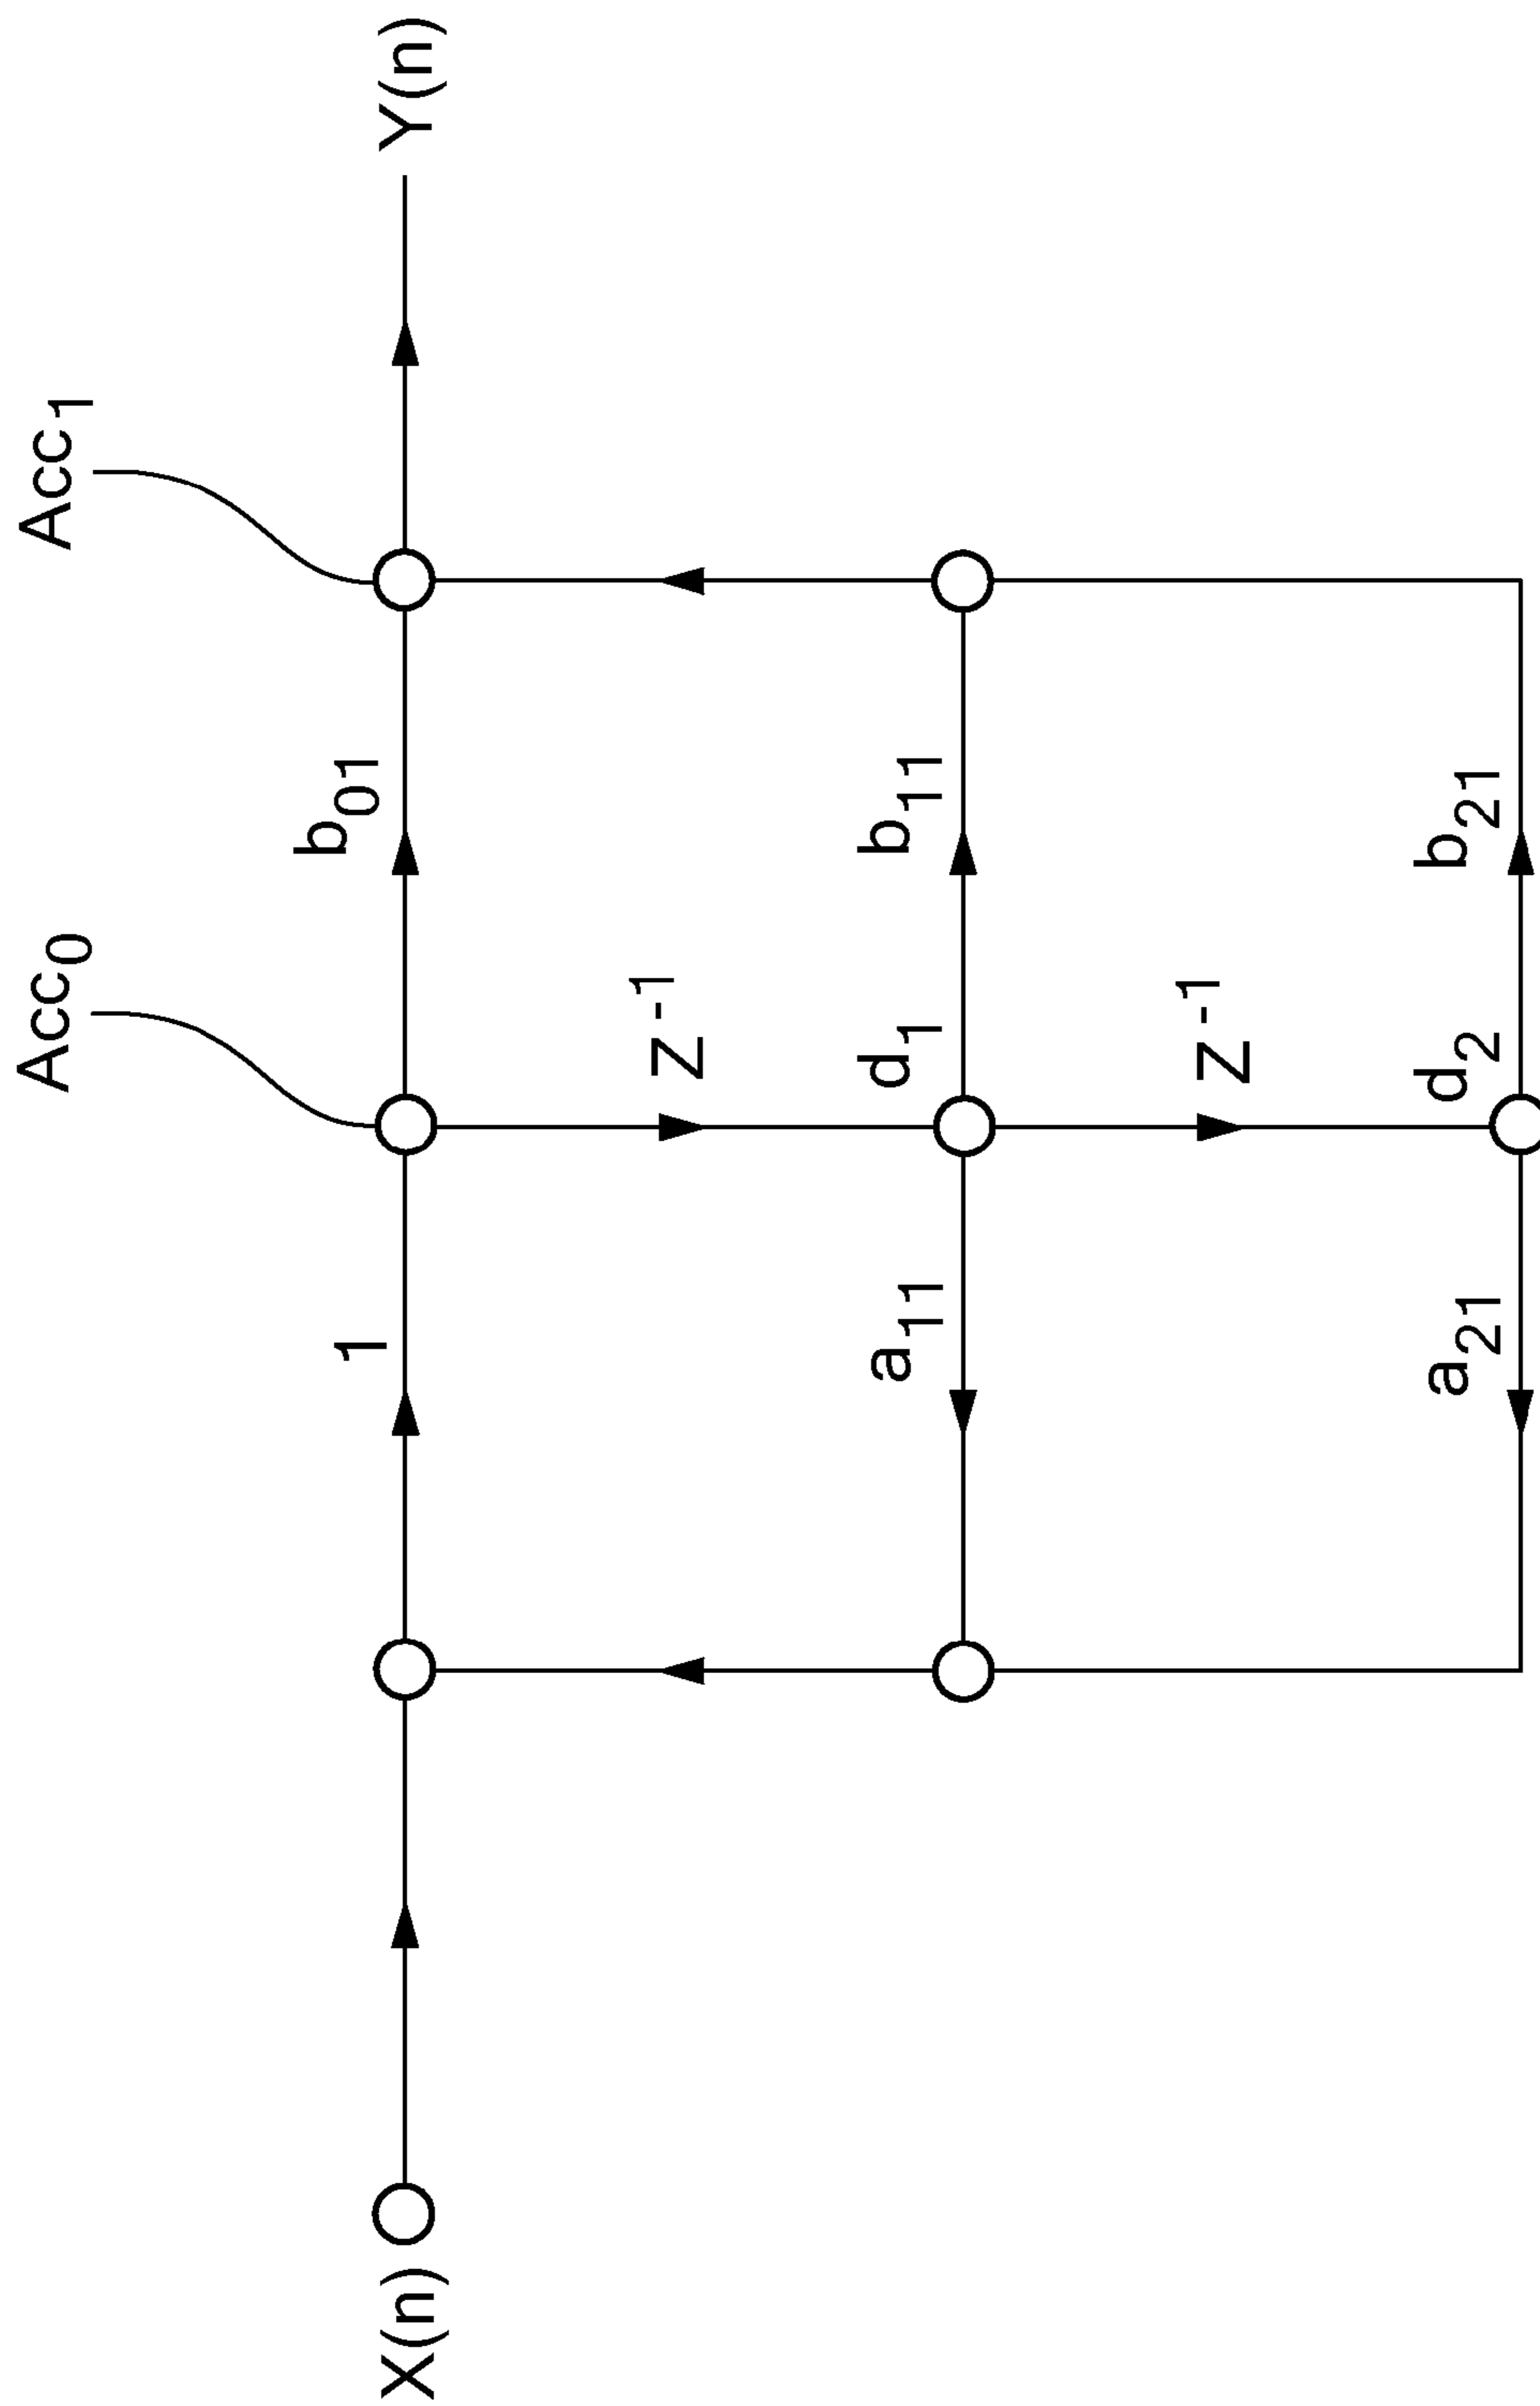 Acc0
Acc1
X(n)
1
b01
Y(n)
Z-1
a11
d1
b11
Z-1
a21
d2
b21